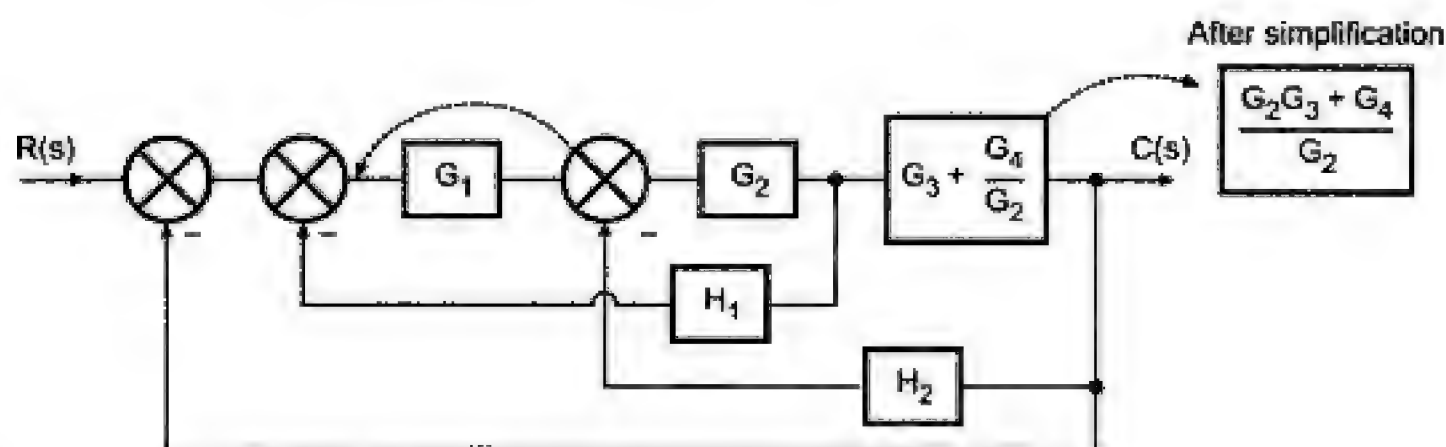 After simplification
G2G3 + G4
G2
R(s)
G1
G2
G3 + G4
G2
C(s)
−
−
−
H1
H2